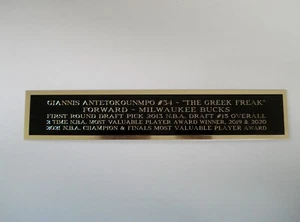 GIANNIS ANTETOKOUNMPO #34 - "THE GREEK FREAK"
FORWARD - MILWAUKEE BUCKS
FIRST ROUND DRAFT PICK 2013 N.B.A. DRAFT #15 OVERALL
2 TIME N.B.A. MOST VALUABLE PLAYER AWARD WINNER, 2019 & 2020
2021 N.B.A. CHAMPION & FINALS MOST VALUABLE PLAYER AWARD